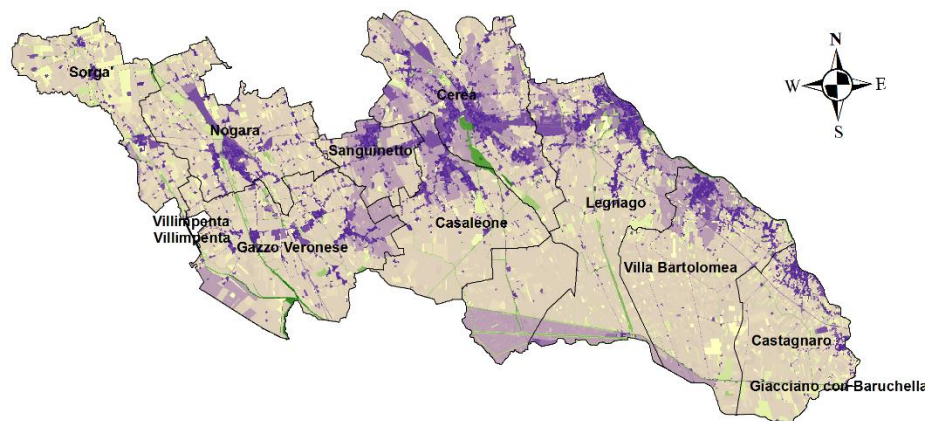 N
W E
S
Sorga'
Cerea
Nogara
Sanguinetto
Legnago
Villimpenta
Villimpenta
Gazzo Veronese
Casaleone
Villa Bartolomea
Castagnaro
Giacciano con Baruchella